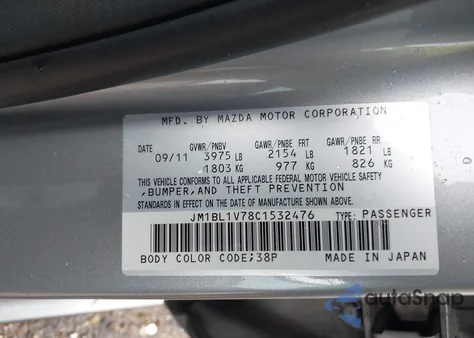 MFD. BY MAZDA MOTOR CORPORATION
DATE GVWR/PNBV GAWR/PNBE FRT GAWR/PNBE RR
09/11 3975 LB 2154 LB 1821 LB
1803 KG 977 KG 826 KG
THIS VEHICLE CONFORMS TO ALL APPLICABLE FEDERAL MOTOR VEHICLE SAFETY
,BUMPER,AND THEFT PREVENTION
STANDARDS IN EFFECT ON THE DATE OF MANUFACTURE SHOWN ABOVE.
JM1BL1V78C1532476 TYPE: PASSENGER
BODY COLOR CODE:38P MADE IN JAPAN
autoSnap